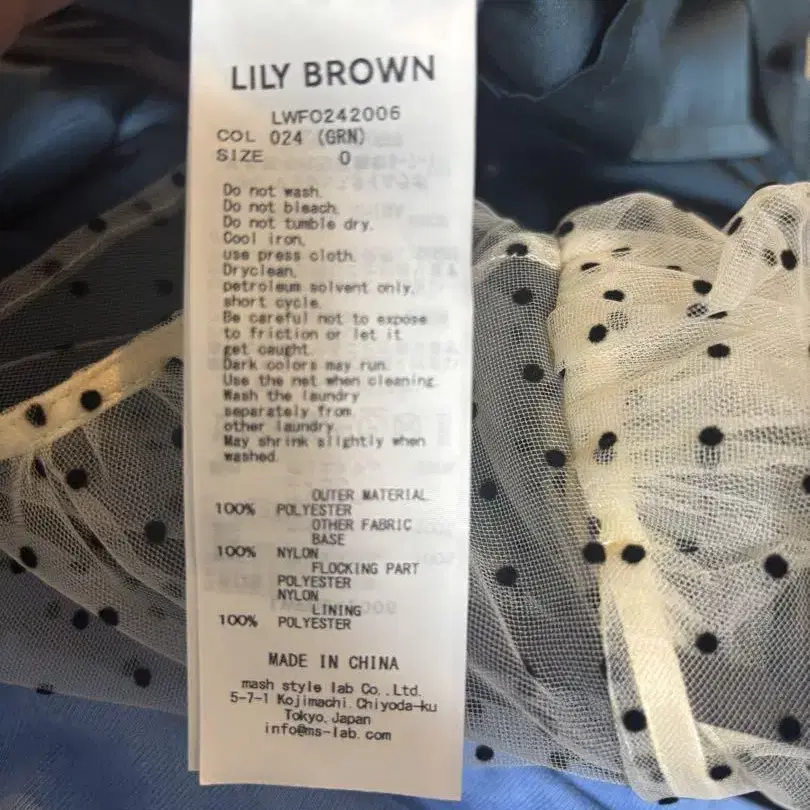 LILY BROWN
LWFO242006
COL 024 (GRN)
SIZE 0
Do not wash.
Do not bleach.
Do not tumble dry.
Cool iron,
use press cloth.
Dryclean,
petroleum solvent only,
short cycle.
Be careful not to expose
to friction or let it
get caught.
Dark colors may run.
Use the net when cleaning.
Wash the laundry
separately from
other laundry.
May shrink slightly when
washed.
OUTER MATERIAL
100% POLYESTER
OTHER FABRIC
BASE
100% NYLON
FLOCKING PART
POLYESTER
NYLON
LINING
100% POLYESTER
MADE IN CHINA
mash style lab Co.,Ltd.
5-7-1 Kojimachi,Chiyoda-ku
Tokyo,Japan
info@ms-lab.com